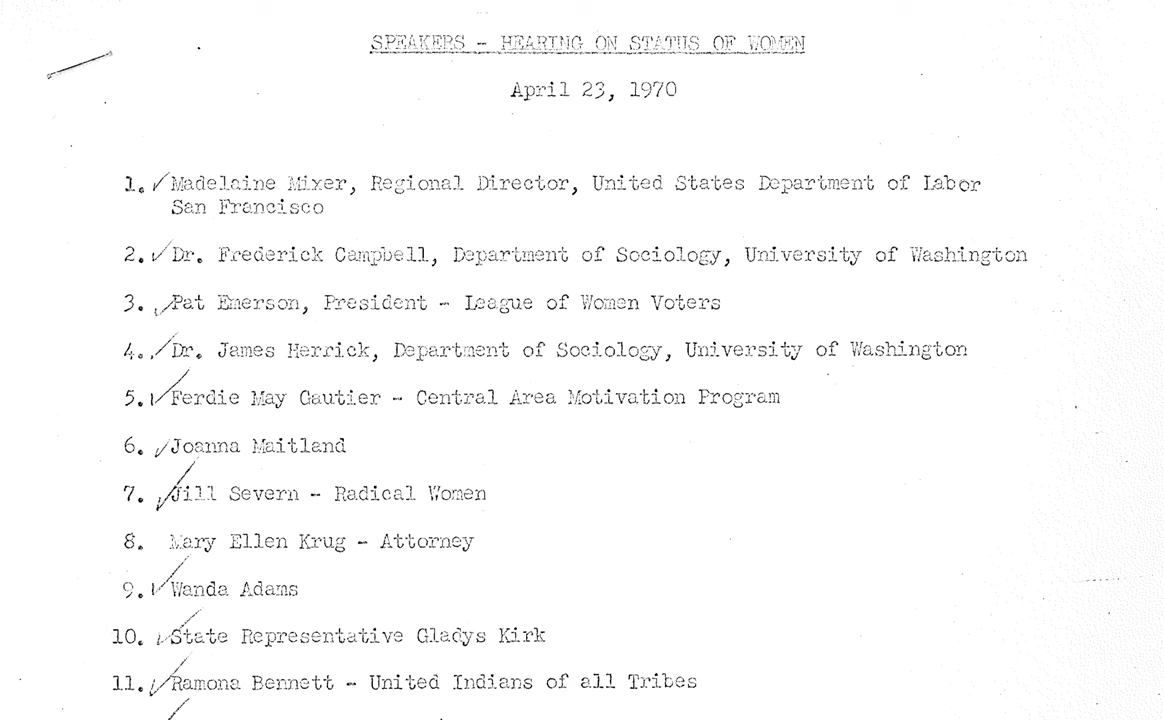 SPEAKERS - HEARING ON STATUS OF WOMEN
April 23, 1970
1. ✓ Madelaine Mixer, Regional Director, United States Department of Labor
San Francisco
2. ✓ Dr. Frederick Campbell, Department of Sociology, University of Washington
3. ✓ Pat Emerson, President - League of Women Voters
4. ✓ Dr. James Herrick, Department of Sociology, University of Washington
5. ✓ Ferdie May Gautier - Central Area Motivation Program
6. ✓ Joanna Maitland
7. ✓ Jill Severn - Radical Women
8. Mary Ellen Krug - Attorney
9. ✓ Wanda Adams
10. ✓ State Representative Gladys Kirk
11. ✓ Ramona Bennett - United Indians of all Tribes